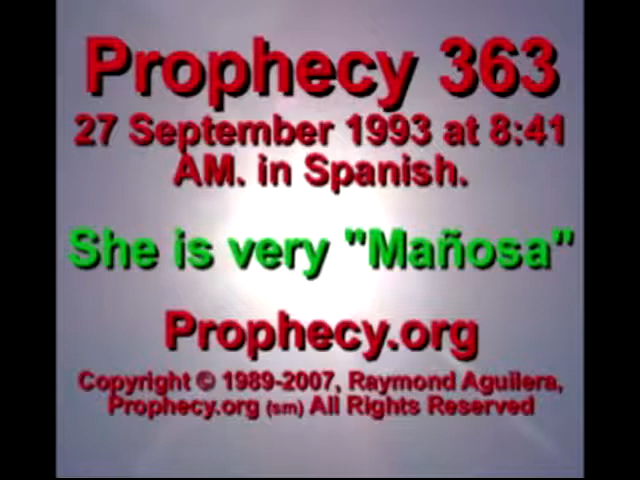 Prophecy 363
27 September 1993 at 8:41
AM. in Spanish.
She is very "Mañosa"
Prophecy.org
Copyright © 1989-2007, Raymond Aguilera,
Prophecy.org (sm) All Rights Reserved